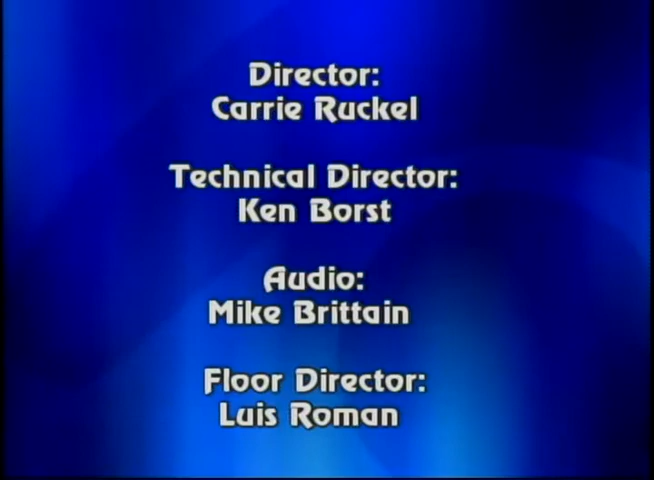 Director:
Carrie Ruckel
Technical Director:
Ken Borst
Audio:
Mike Brittain
Floor Director:
Luis Roman